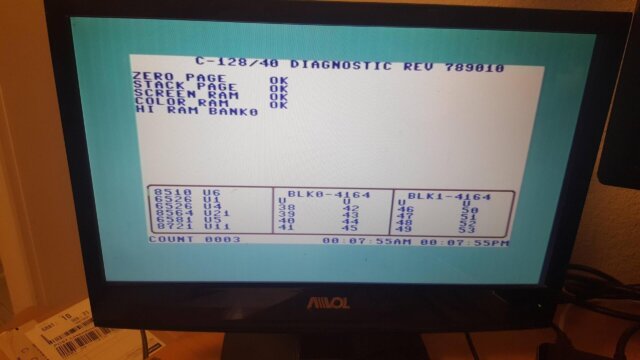 C-128/40 DIAGNOSTIC REV 789010
ZERO PAGE OK
STACK PAGE OK
SCREEN RAM OK
COLOR RAM OK
HI RAM BANK0
8510 U6
6526 U1
6526 U4
8564 U21
6581 U5
8721 U11
BLK0-4164
U U
38 42
39 43
40 44
41 45
BLK1-4164
U U
46 50
47 51
48 52
49 53
COUNT 0003 00:07:55AM 00:07:55PM
AWOL